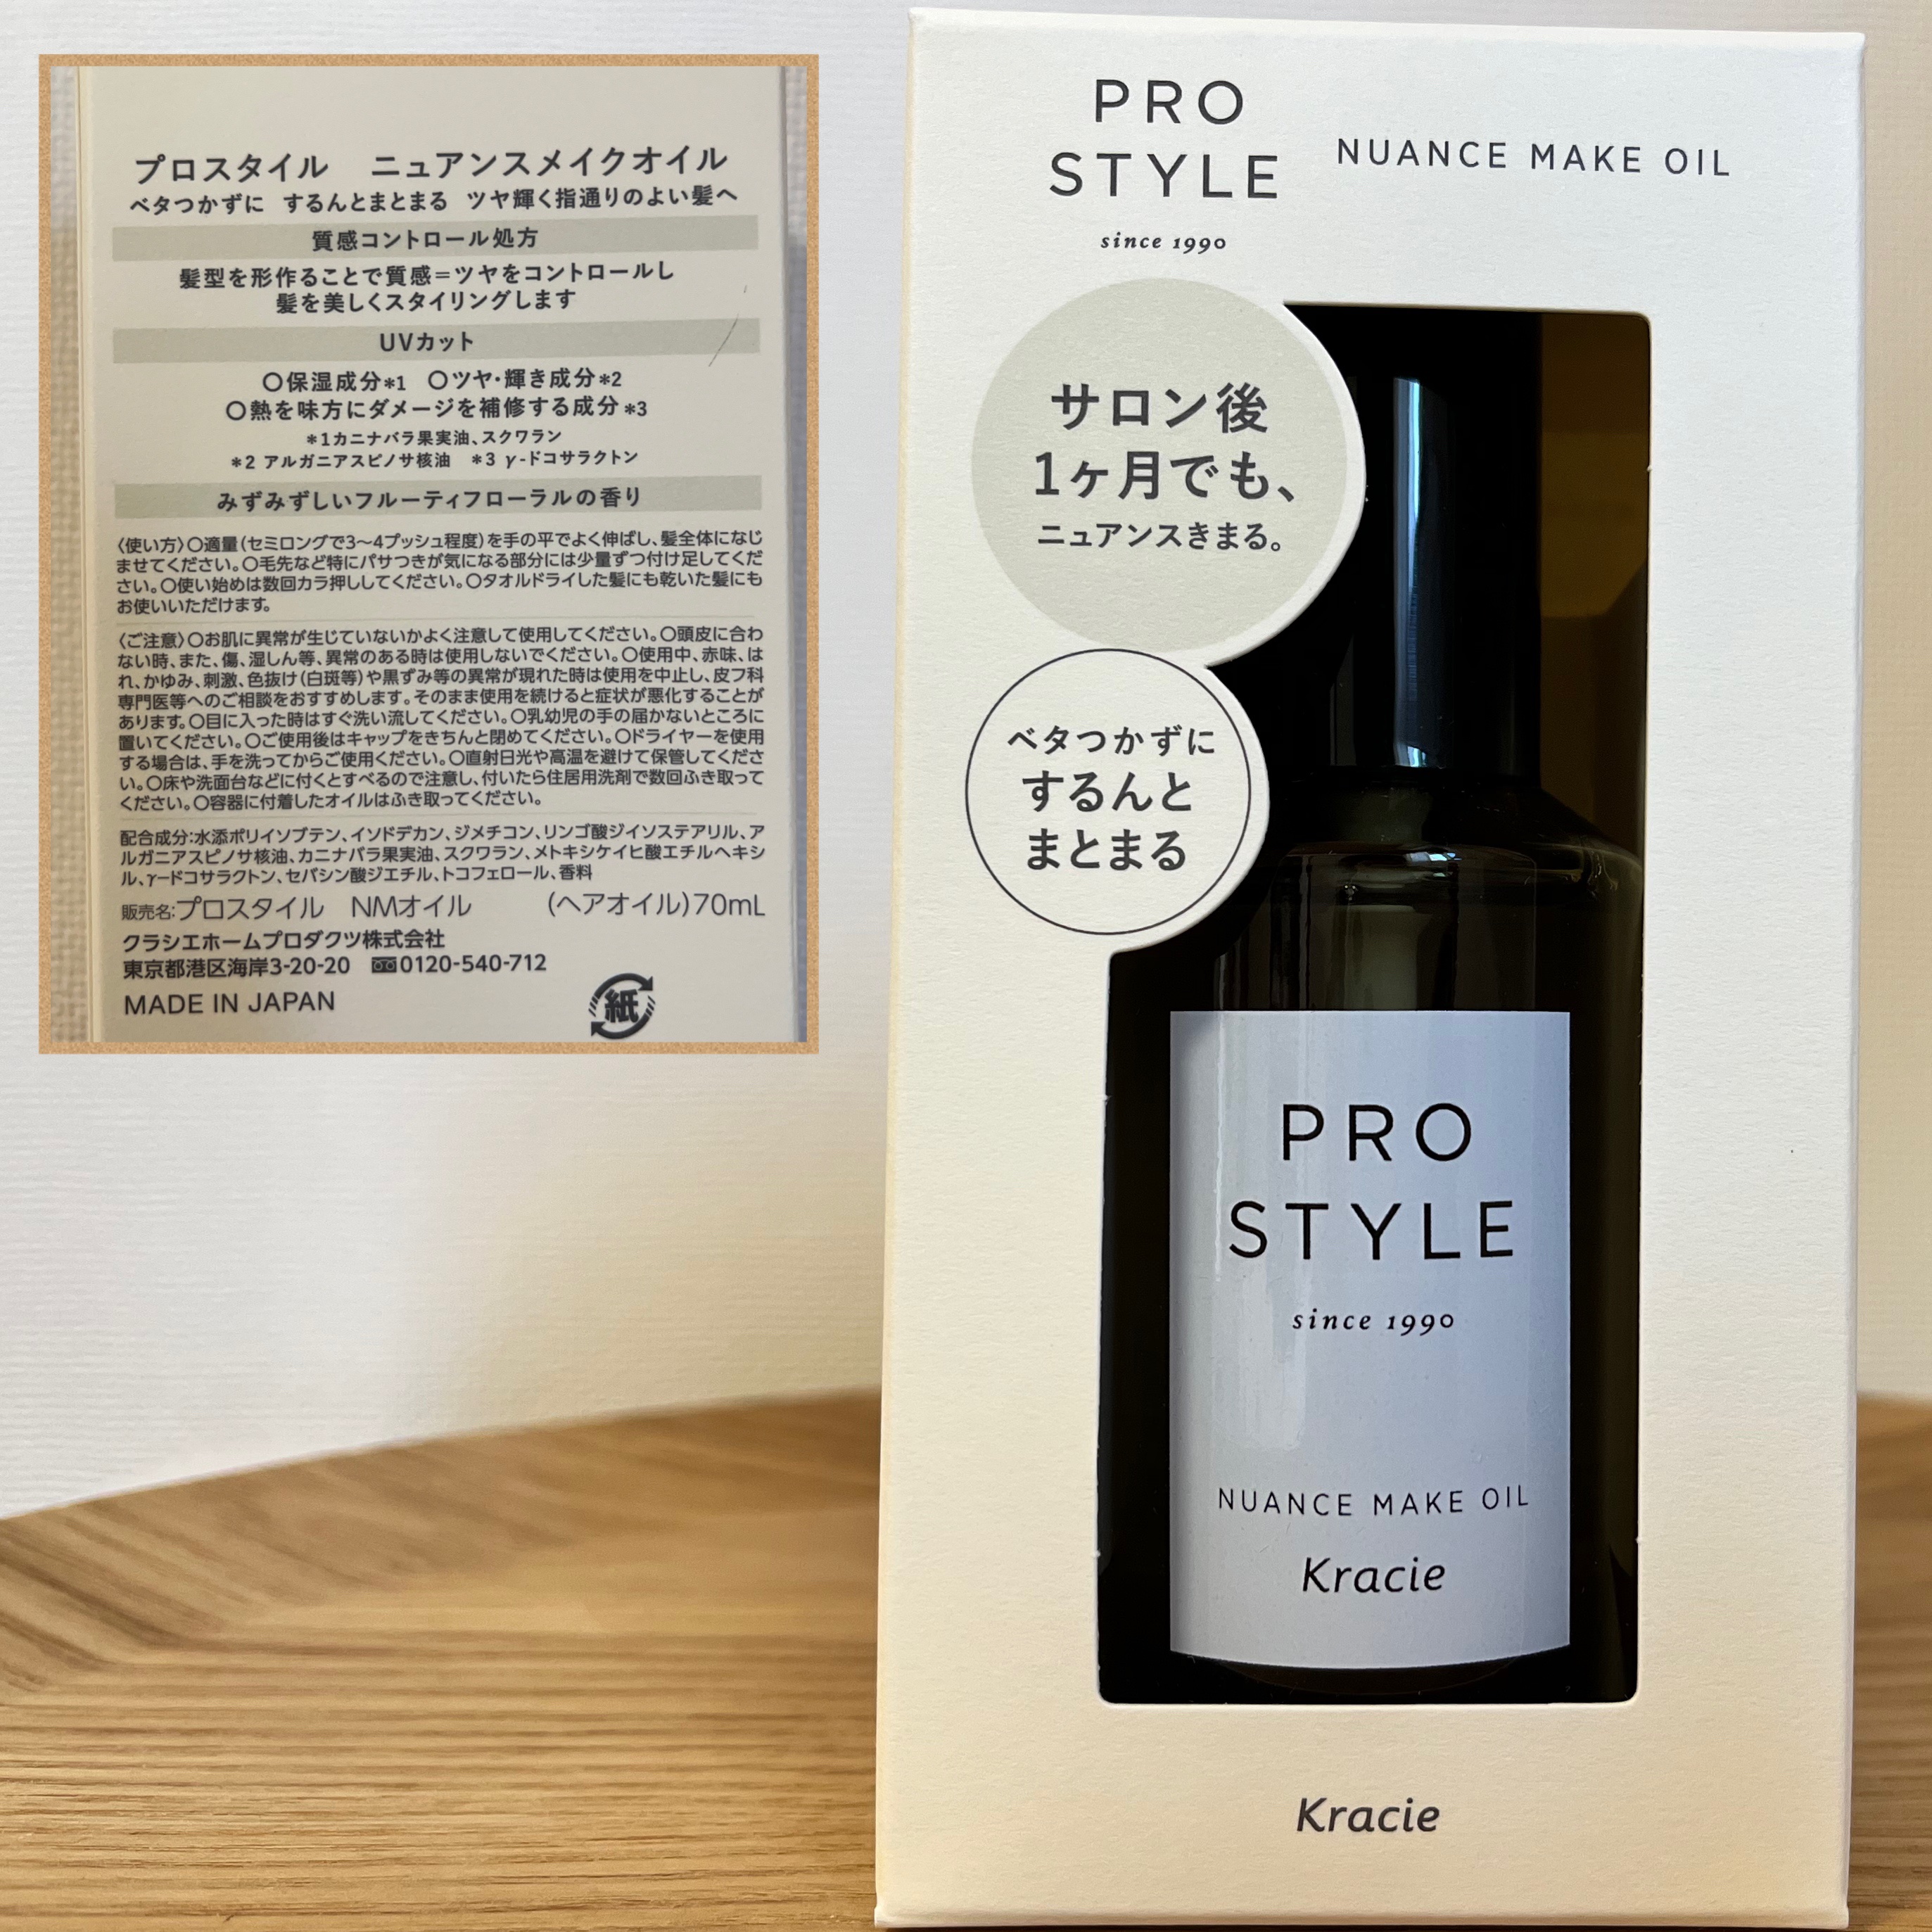 プロスタイル ニュアンスメイクオイル
ベタつかずに するんとまとまる ツヤ輝く指通りのよい髪へ
質感コントロール処方
髪型を形作ることで質感=ツヤをコントロールし
髪を美しくスタイリングします
UVカット
○保湿成分*1 ○ツヤ・輝き成分*2
○熱を味方にダメージを補修する成分*3
*1カニナバラ果実油、スクワラン
*2 アルガニアスピノサ核油 *3 γ-ドコサラクトン
みずみずしいフルーティフローラルの香り
〈使い方〉○適量(セミロングで3〜4プッシュ程度)を手の平でよく伸ばし、髪全体になじ
ませてください。○毛先など特にパサつきが気になる部分には少量ずつ付け足してくだ
さい。○使い始めは数回カラ押ししてください。○タオルドライした髪にも乾いた髪にも
お使いいただけます。
〈ご注意〉○お肌に異常が生じていないかよく注意して使用してください。○頭皮に合わ
ない時、また、傷、湿しん等、異常のある時は使用しないでください。○使用中、赤味、は
れ、かゆみ、刺激、色抜け(白斑等)や黒ずみ等の異常が現れた時は使用を中止し、皮フ科
専門医等へのご相談をおすすめします。そのまま使用を続けると症状が悪化することが
あります。○目に入った時はすぐ洗い流してください。○乳幼児の手の届かないところに
置いてください。○ご使用後はキャップをきちんと閉めてください。○ドライヤーを使用
する場合は、手を洗ってからご使用ください。○直射日光や高温を避けて保管してくださ
い。○床や洗面台などに付くとすべるので注意し、付いたら住居用洗剤で数回ふき取って
ください。○容器に付着したオイルはふき取ってください。
配合成分:水添ポリイソブテン、イソドデカン、ジメチコン、リンゴ酸ジイソステアリル、ア
ルガニアスピノサ核油、カニナバラ果実油、スクワラン、メトキシケイヒ酸エチルヘキシ
ル、γードコサラクトン、セバシン酸ジエチル、トコフェロール、香料
販売名:プロスタイル NMオイル (ヘアオイル)70mL
クラシエホームプロダクツ株式会社
東京都港区海岸3-20-20 0120-540-712
MADE IN JAPAN
紙
PRO
STYLE
since 1990
NUANCE MAKE OIL
サロン後
1ヶ月でも、
ニュアンスきまる。
ベタつかずに
するんと
まとまる
PRO
STYLE
since 1990
NUANCE MAKE OIL
Kracie
Kracie